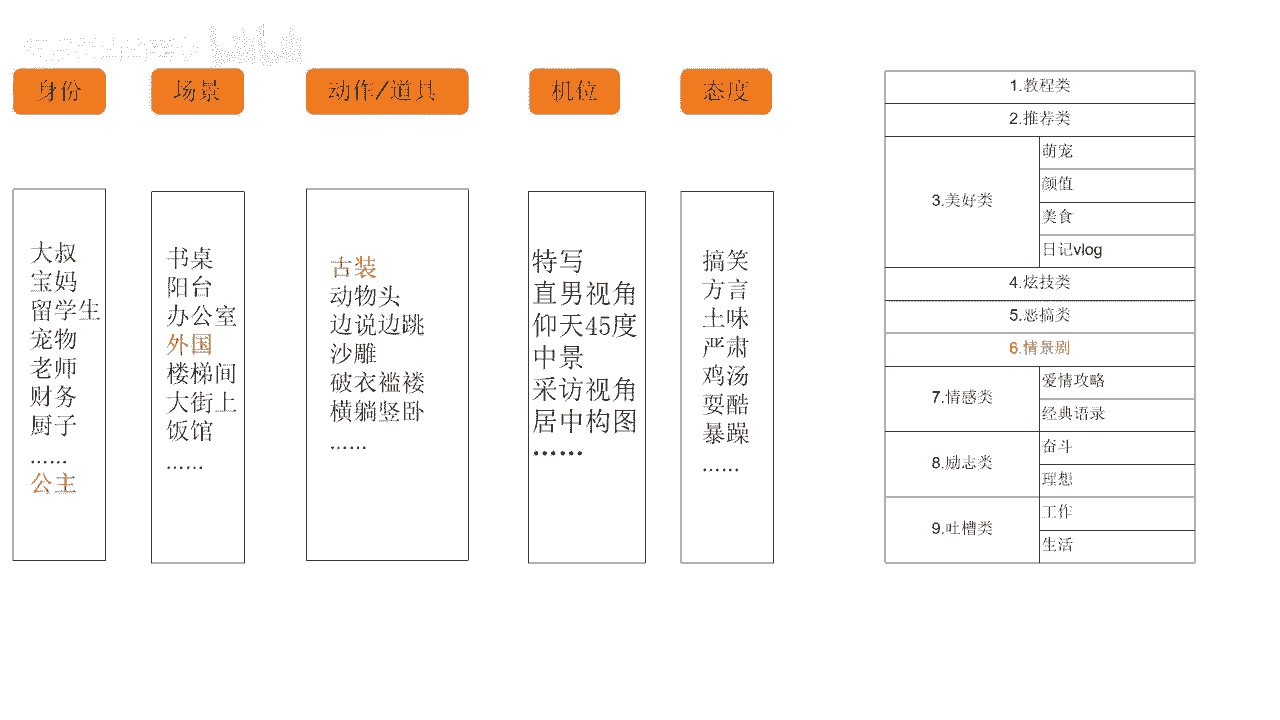 身份
场景
动作/道具
机位
态度
大叔
宝妈
留学生
宠物
老师
财务
厨子
……
公主
书桌
阳台
办公室
外国
楼梯间
大街上
饭馆
……
古装
动物头
边说边跳
沙雕
破衣褴褛
横躺竖卧
……
特写
直男视角
仰天45度
中景
采访视角
居中构图
……
搞笑
方言
土味
严肃
鸡汤
耍酷
暴躁
……
1.教程类
2.推荐类
3.美好类
萌宠
颜值
美食
日记vlog
4.炫技类
5.恶搞类
6.情景剧
7.情感类
爱情攻略
经典语录
8.励志类
奋斗
理想
9.吐槽类
工作
生活